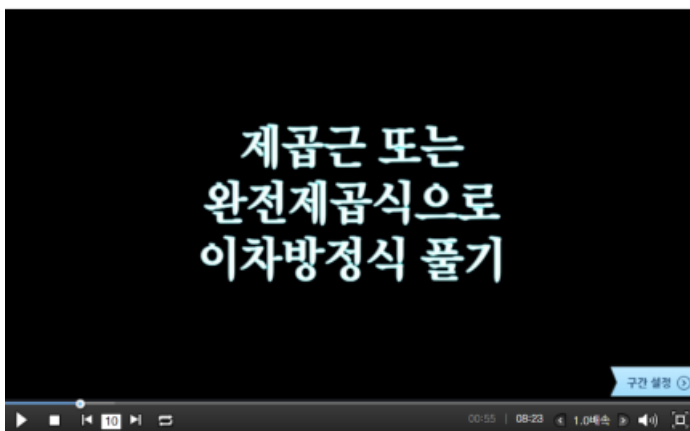 제곱근 또는
완전제곱식으로
이차방정식 풀기
구간 설정
10
00:55 | 08:23
1.0배속